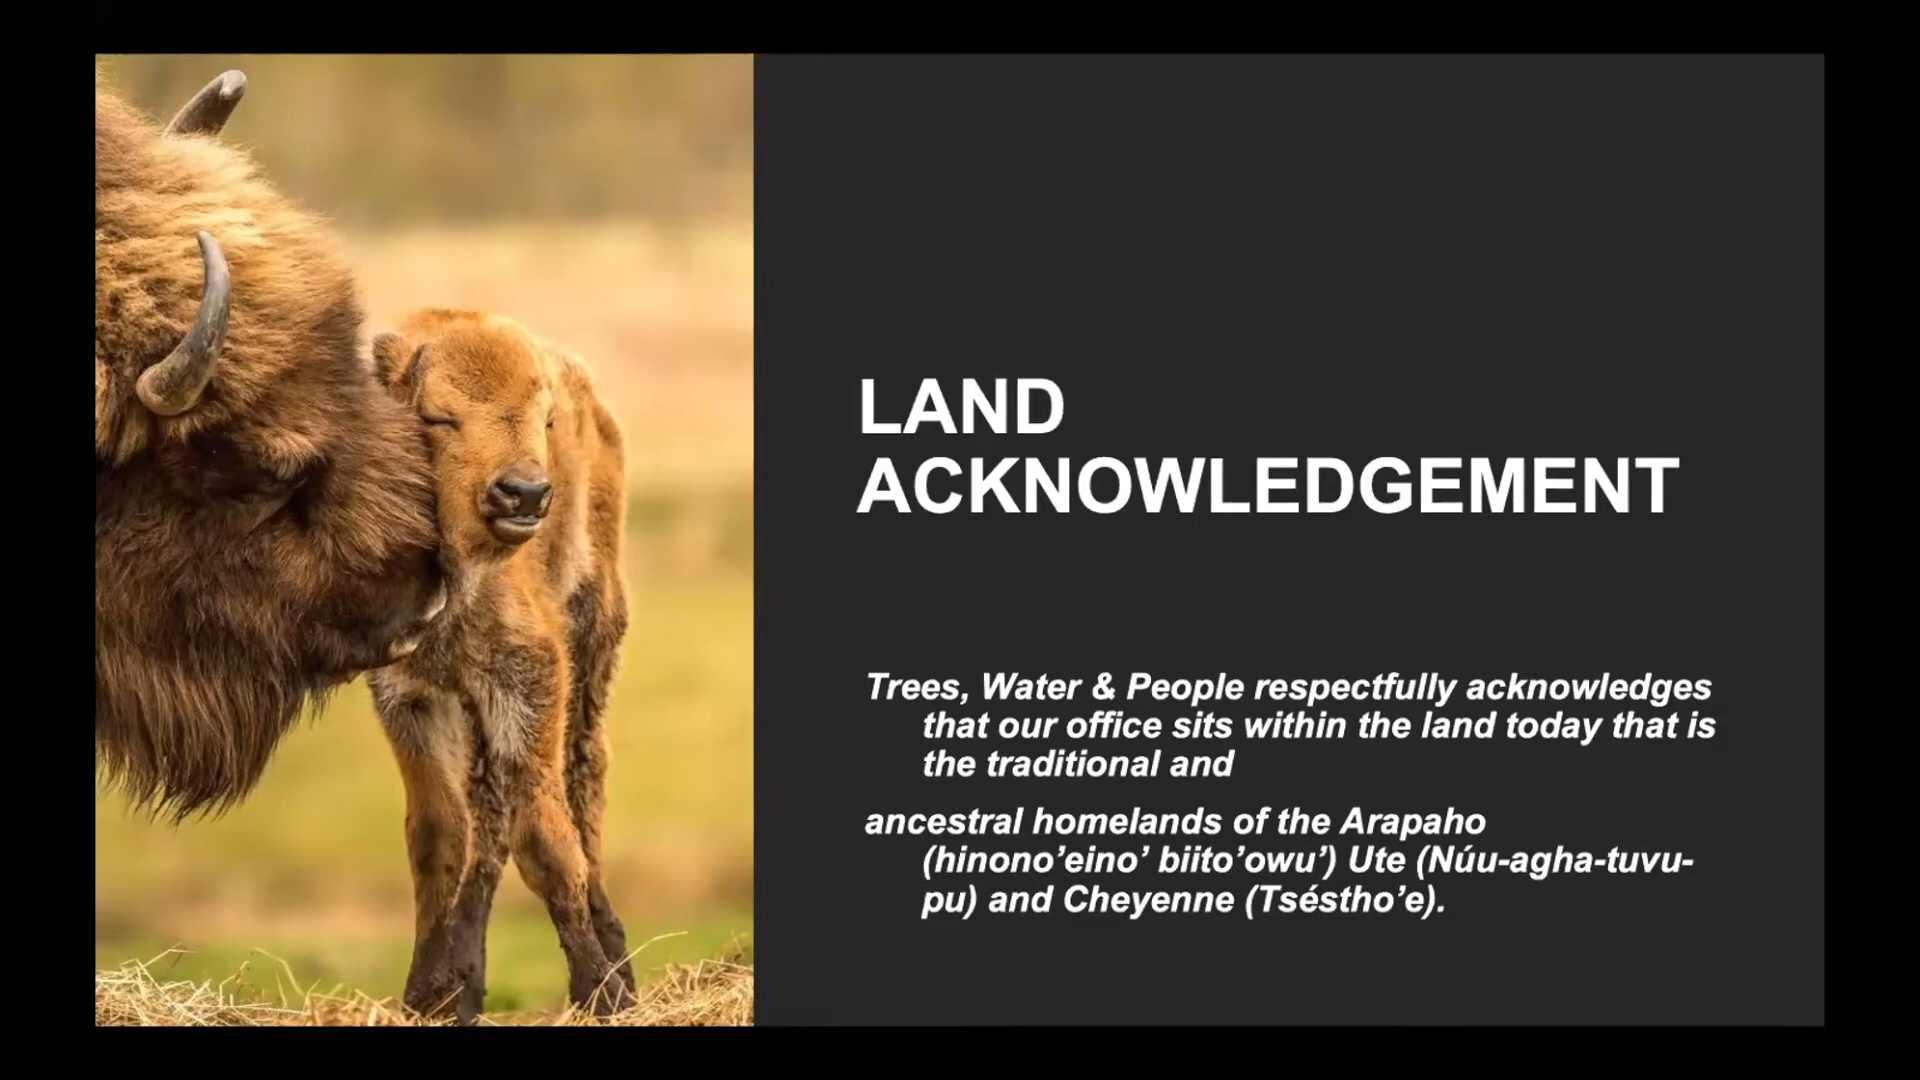 LAND
ACKNOWLEDGEMENT
Trees, Water & People respectfully acknowledges
that our office sits within the land today that is
the traditional and
ancestral homelands of the Arapaho
(hinono’eino’ biito’owu’) Ute (Núu-agha-tuvu-
pu) and Cheyenne (Tséstho’e).